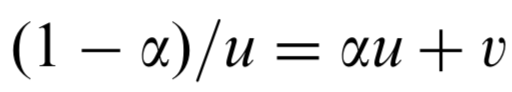 (1 − α)/u = αu + v